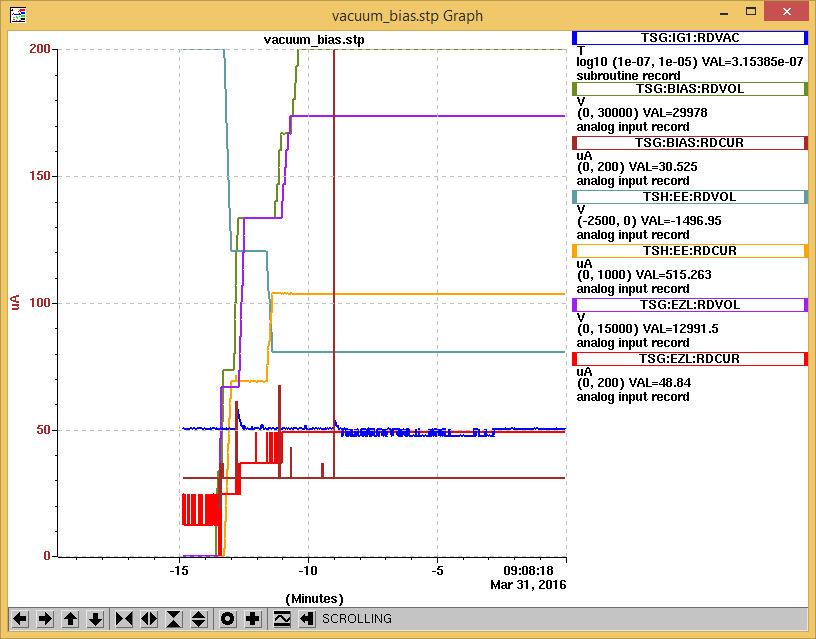 vacuum_bias.stp Graph
vacuum_bias.stp
200
150
100
50
0
uA
-15
-10
-5
09:08:18
Mar 31, 2016
(Minutes)
TSG:IG1:RDVAC
T
log10 (1e-07, 1e-05) VAL=3.15385e-07
subroutine record
TSG:BIAS:RDVOL
V
(0, 30000) VAL=29978
analog input record
TSG:BIAS:RDCUR
uA
(0, 200) VAL=30.525
analog input record
TSH:EE:RDVOL
V
(-2500, 0) VAL=-1496.95
analog input record
TSH:EE:RDCUR
uA
(0, 1000) VAL=515.263
analog input record
TSG:EZL:RDVOL
V
(0, 15000) VAL=12991.5
analog input record
TSG:EZL:RDCUR
uA
(0, 200) VAL=48.84
analog input record
SCROLLING